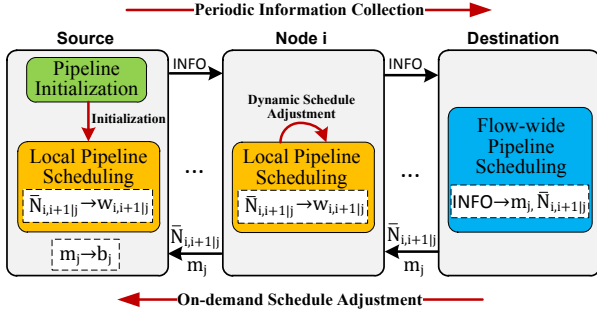 Periodic Information Collection
Source
Node i
Destination
Pipeline
Initialization
INFO
INFO
Initialization
Dynamic Schedule
Adjustment
Local Pipeline
Scheduling
N̄i,i+1|j→wi,i+1|j
Local Pipeline
Scheduling
N̄i,i+1|j→wi,i+1|j
Flow-wide
Pipeline
Scheduling
INFO→mj, N̄i,i+1|j
...
...
mj→bj
N̄i,i+1|j
mj
N̄i,i+1|j
mj
On-demand Schedule Adjustment